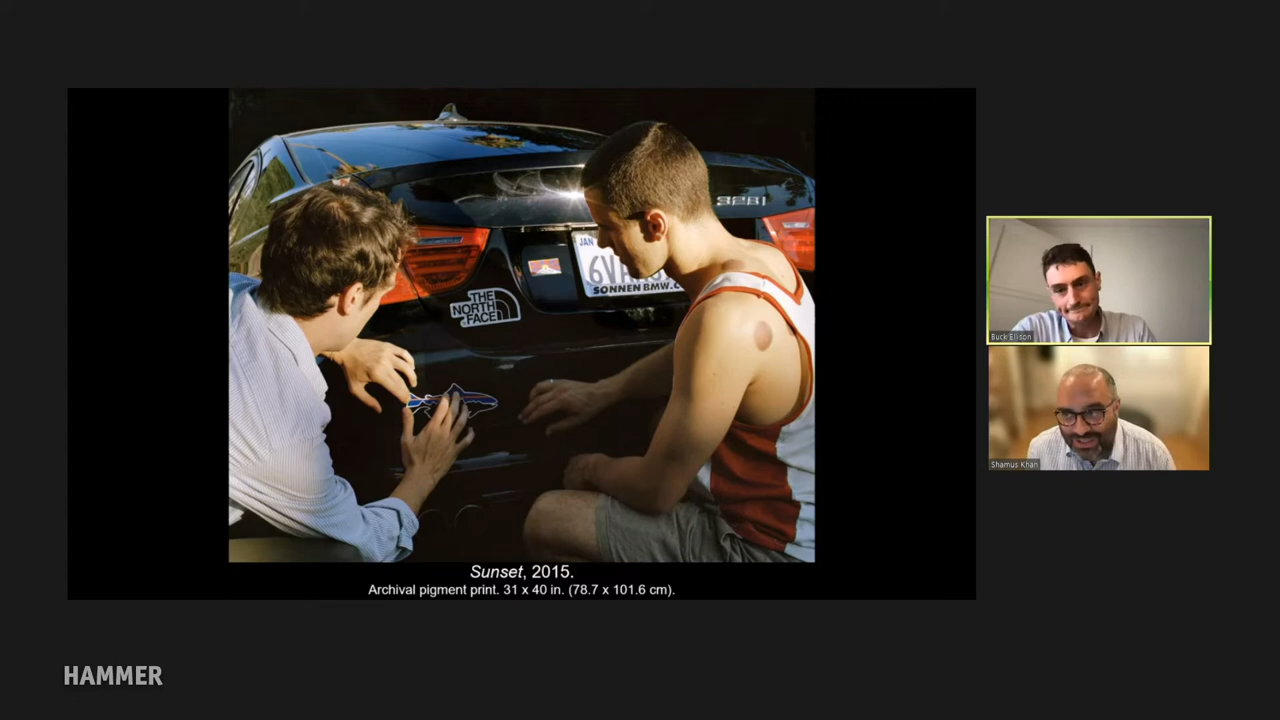 328i
JAN
THE
NORTH
FACE
SONNEN BMW.C
Buck Ellison
Shamus Khan
Sunset, 2015.
Archival pigment print. 31 x 40 in. (78.7 x 101.6 cm).
HAMMER